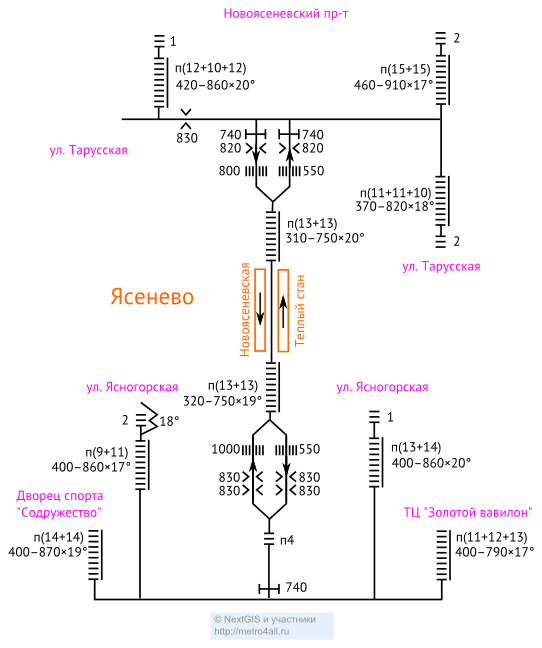 Новоясеневский пр-т
1
2
п(12+10+12)
420–860×20°
п(15+15)
460–910×17°
830
740
740
820
820
ул. Тарусская
800
550
п(11+11+10)
370–820×18°
п(13+13)
310–750×20°
2
ул. Тарусская
Ясенево
Новоясеневская
Теплый стан
п(13+13)
320–750×19°
ул. Ясногорская
ул. Ясногорская
2
18°
1
п(9+11)
400–860×17°
1000
550
п(13+14)
400–860×20°
830
830
830
830
Дворец спорта
"Содружество"
ТЦ "Золотой вавилон"
п(14+14)
400–870×19°
п4
п(11+12+13)
400–790×17°
740
© NextGIS и участники
http://metro4all.ru